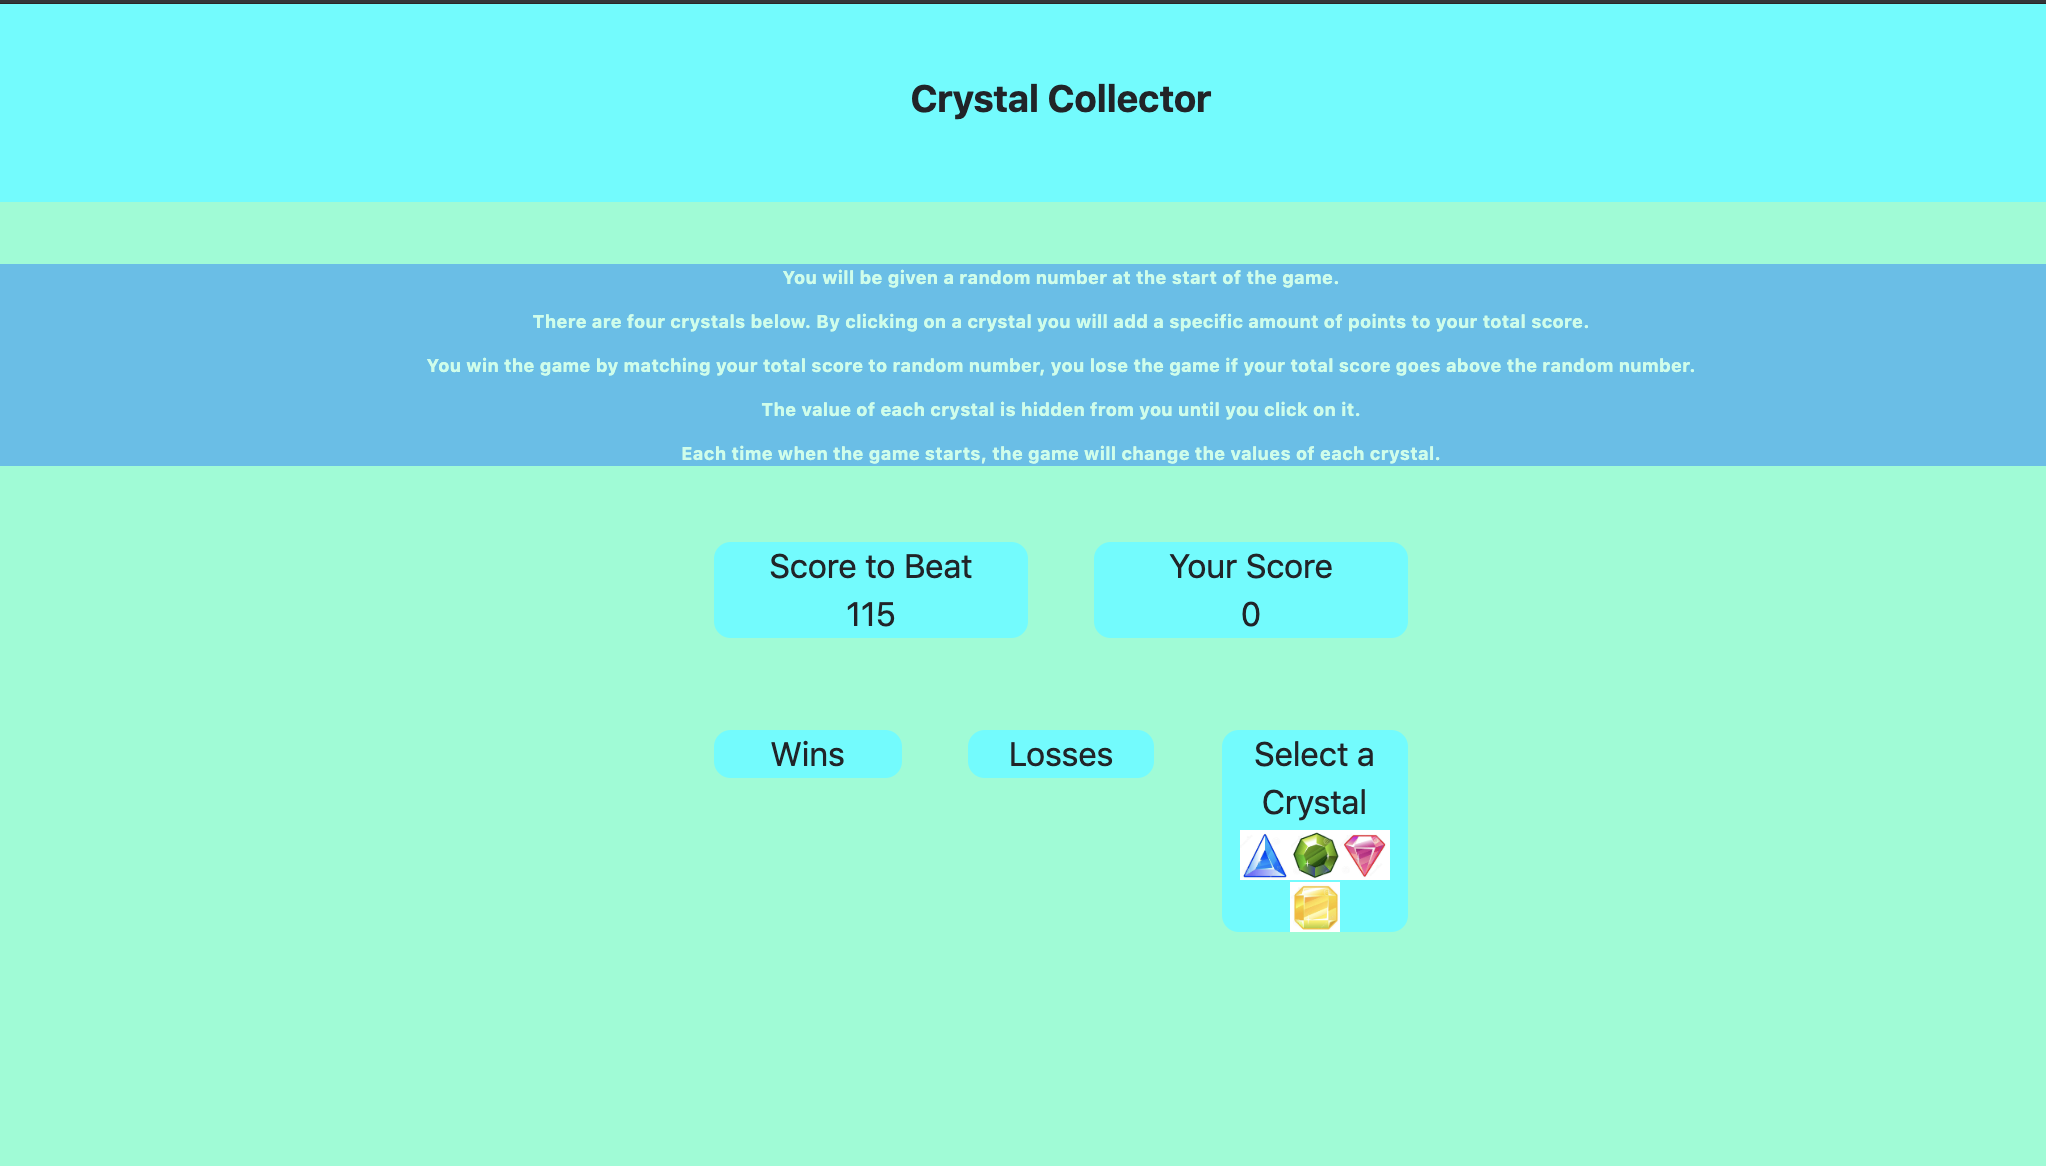 Crystal Collector
You will be given a random number at the start of the game.
There are four crystals below. By clicking on a crystal you will add a specific amount of points to your total score.
You win the game by matching your total score to random number, you lose the game if your total score goes above the random number.
The value of each crystal is hidden from you until you click on it.
Each time when the game starts, the game will change the values of each crystal.
Score to Beat
115
Your Score
0
Wins
Losses
Select a
Crystal